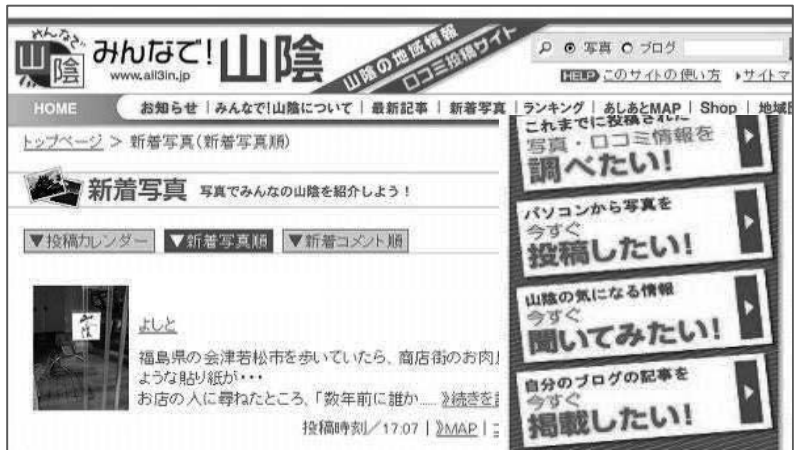 みんなで山陰
みんなで!山陰
www.all3in.jp
山陰の地域情報
口コミ投稿サイト
写真 ブログ
HELP このサイトの使い方 サイトマ
HOME お知らせ | みんなで!山陰について | 最新記事 | 新着写真 | ランキング | あしあとMAP | Shop | 地域
トップページ > 新着写真(新着写真順)
新着写真 写真でみんなの山陰を紹介しよう!
▼投稿カレンダー ▼新着写真順 ▼新着コメント順
よしと
福島県の会津若松市を歩いていたら、商店街のお肉
ような貼り紙が・・・
お店の人に尋ねたところ、「数年前に誰か...... 》続きを
投稿時刻/17:07 | 》MAP |
これまでに投稿された
写真・口コミ情報を
調べたい!
パソコンから写真を
今すぐ
投稿したい!
山陰の気になる情報
今すぐ
聞いてみたい!
自分のブログの記事を
今すぐ
掲載したい!